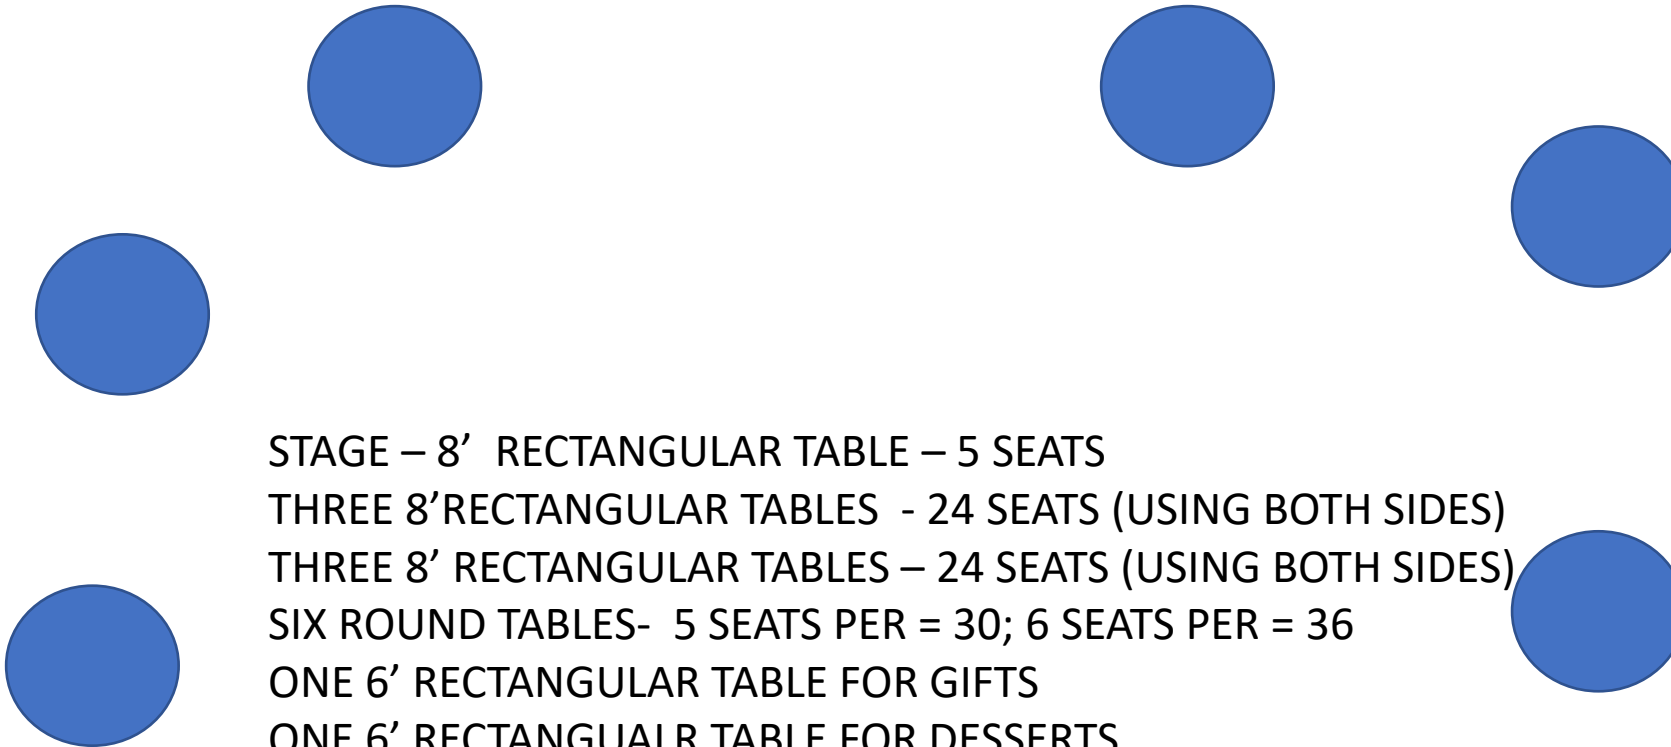 STAGE – 8’  RECTANGULAR TABLE – 5 SEATS
THREE 8’RECTANGULAR TABLES  - 24 SEATS (USING BOTH SIDES)
THREE 8’ RECTANGULAR TABLES – 24 SEATS (USING BOTH SIDES)
SIX ROUND TABLES-  5 SEATS PER = 30; 6 SEATS PER = 36
ONE 6’ RECTANGULAR TABLE FOR GIFTS
ONE 6’ RECTANGUALR TABLE FOR DESSERTS